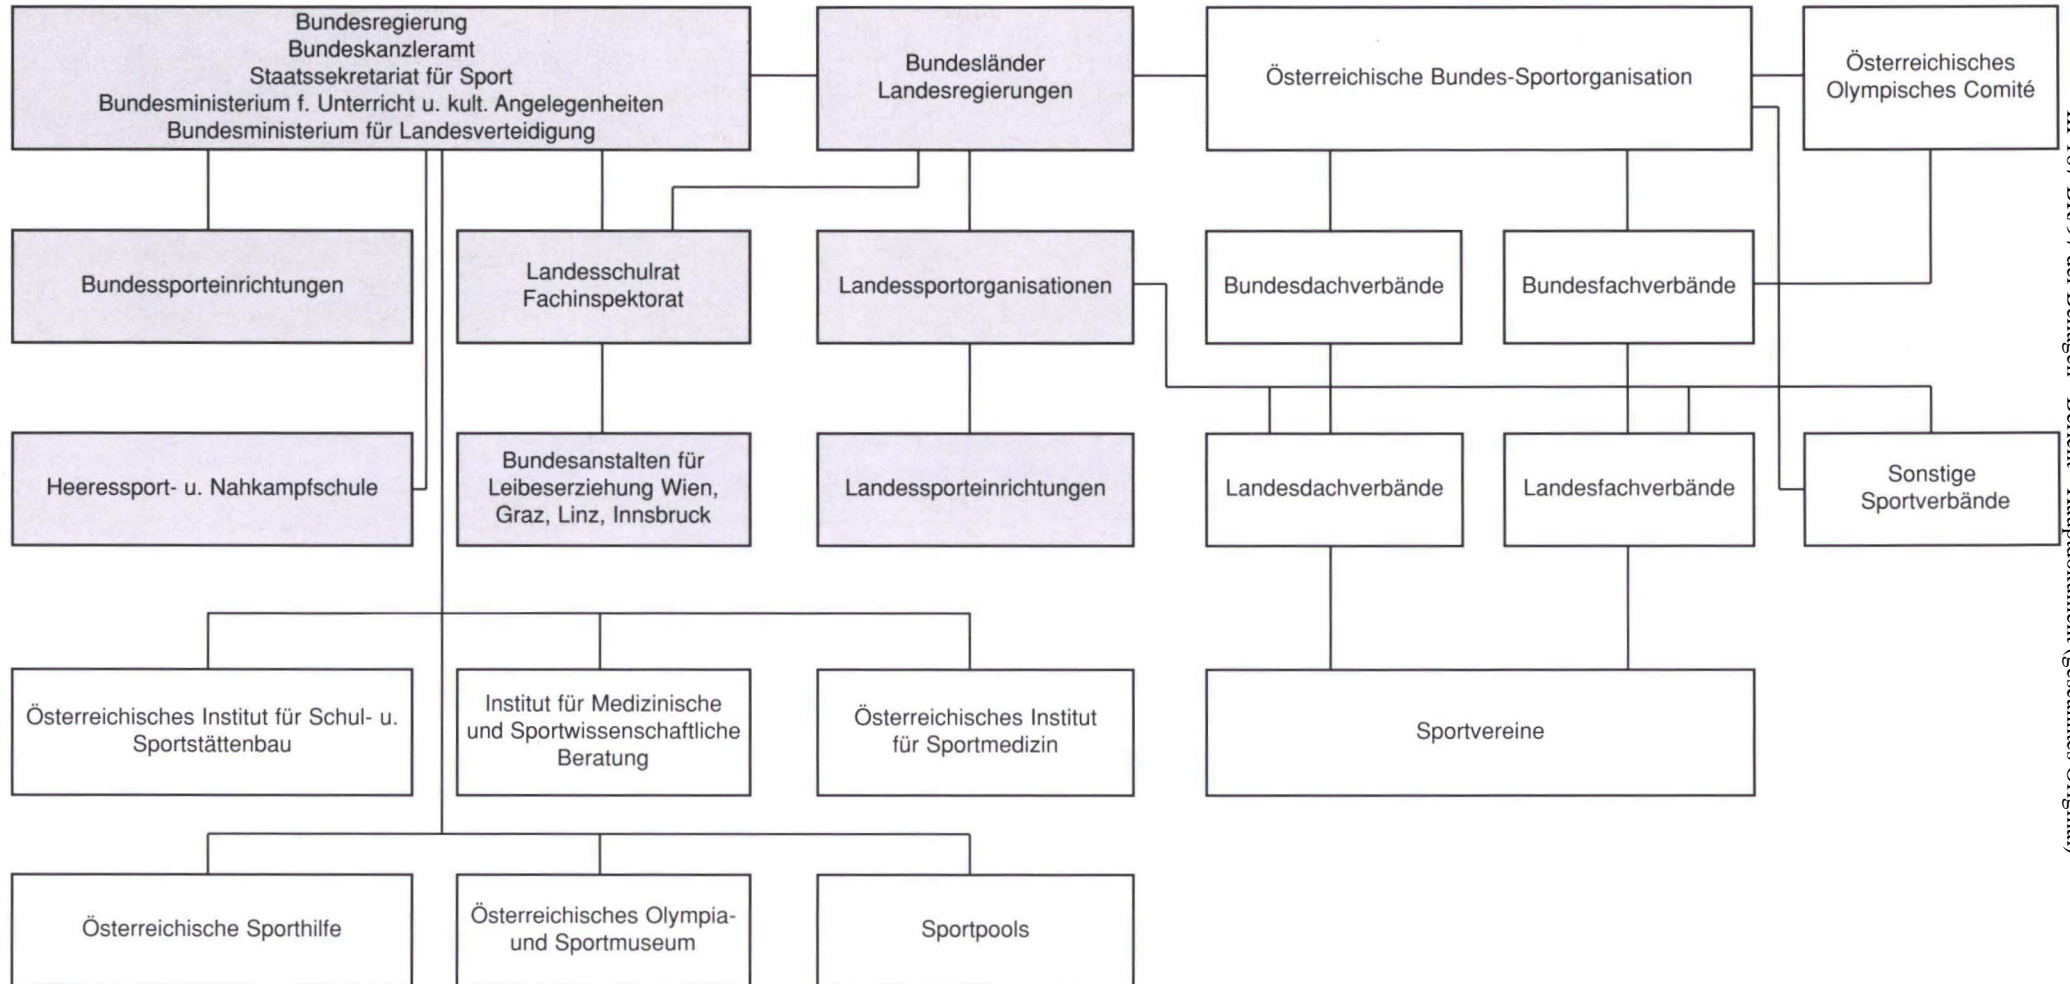 Bundesregierung
Bundeskanzleramt
Staatssekretariat für Sport
Bundesministerium f. Unterricht u. kult. Angelegenheiten
Bundesministerium für Landesverteidigung
Bundesländer
Landesregierungen
Österreichische Bundes-Sportorganisation
Österreichisches
Olympisches Comité
Bundessporteinrichtungen
Landesschulrat
Fachinspektorat
Landessportorganisationen
Bundesdachverbände
Bundesfachverbände
Heeressport- u. Nahkampfschule
Bundesanstalten für
Leibeserziehung Wien,
Graz, Linz, Innsbruck
Landessporteinrichtungen
Landesdachverbände
Landesfachverbände
Sonstige
Sportverbände
Österreichisches Institut für Schul- u.
Sportstättenbau
Institut für Medizinische
und Sportwissenschaftliche
Beratung
Österreichisches Institut
für Sportmedizin
Sportvereine
Österreichische Sporthilfe
Österreichisches Olympia-
und Sportmuseum
Sportpools